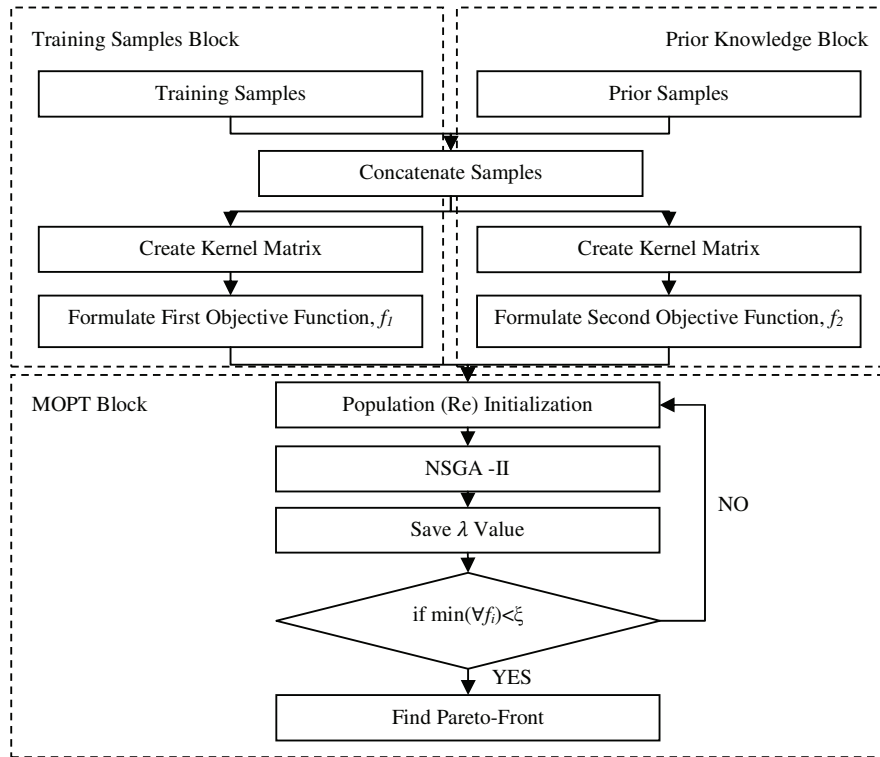 Training Samples Block
Prior Knowledge Block
Training Samples
Prior Samples
Concatenate Samples
Create Kernel Matrix
Create Kernel Matrix
Formulate First Objective Function, f1
Formulate Second Objective Function, f2
MOPT Block
Population (Re) Initialization
NSGA -II
NO
Save λ Value
if min(∀fi)<ξ
YES
Find Pareto-Front